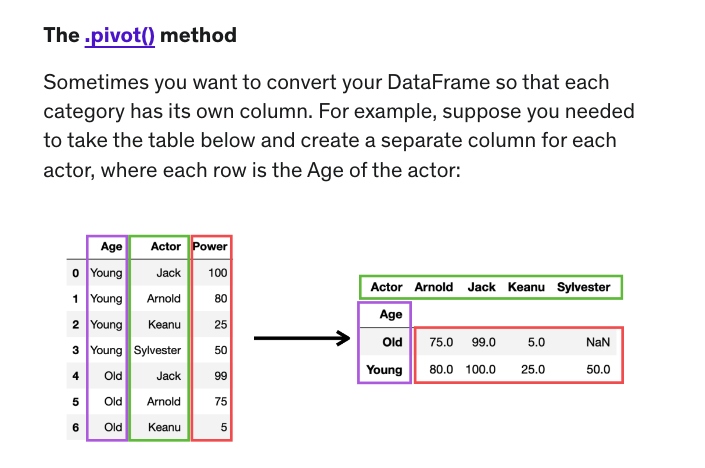 The .pivot() method
Sometimes you want to convert your DataFrame so that each
category has its own column. For example, suppose you needed
to take the table below and create a separate column for each
actor, where each row is the Age of the actor:
Age Actor Power
0 Young Jack 100
1 Young Arnold 80
2 Young Keanu 25
3 Young Sylvester 50
4 Old Jack 99
5 Old Arnold 75
6 Old Keanu 5
Actor Arnold Jack Keanu Sylvester
Age
Old 75.0 99.0 5.0 NaN
Young 80.0 100.0 25.0 50.0